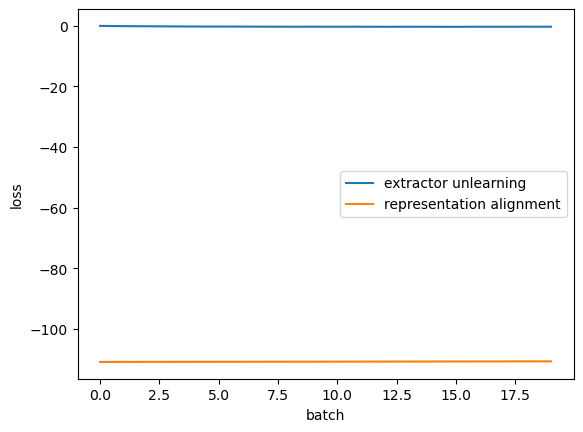 0
−20
−40
−60
−80
−100
loss
extractor unlearning
representation alignment
0.0 2.5 5.0 7.5 10.0 12.5 15.0 17.5
batch